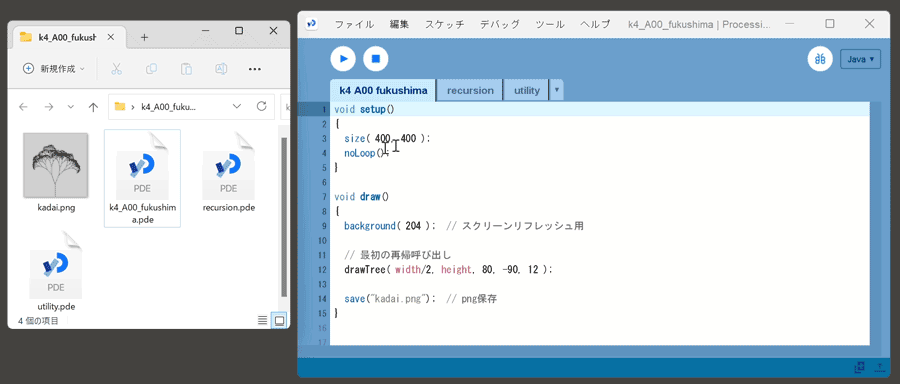 k4_A00_fukush
新規作成
k4_A00_fuku...
PDE
PDE
kadai.png
k4_A00_fukushim
a.pde
recursion.pde
PDE
utility.pde
4 個の項目
ファイル 編集 スケッチ デバッグ ツール ヘルプ k4_A00_fukushima | Processi...
Java
k4 A00 fukushima recursion utility
1 void setup()
2 {
3 size( 400, 400 );
4 noLoop();
5 }
6
7 void draw()
8 {
9 background( 204 ); // スクリーンリフレッシュ用
10
11 // 最初の再帰呼び出し
12 drawTree( width/2, height, 80, -90, 12 );
13
14 save("kadai.png"); // png保存
15 }
16
17